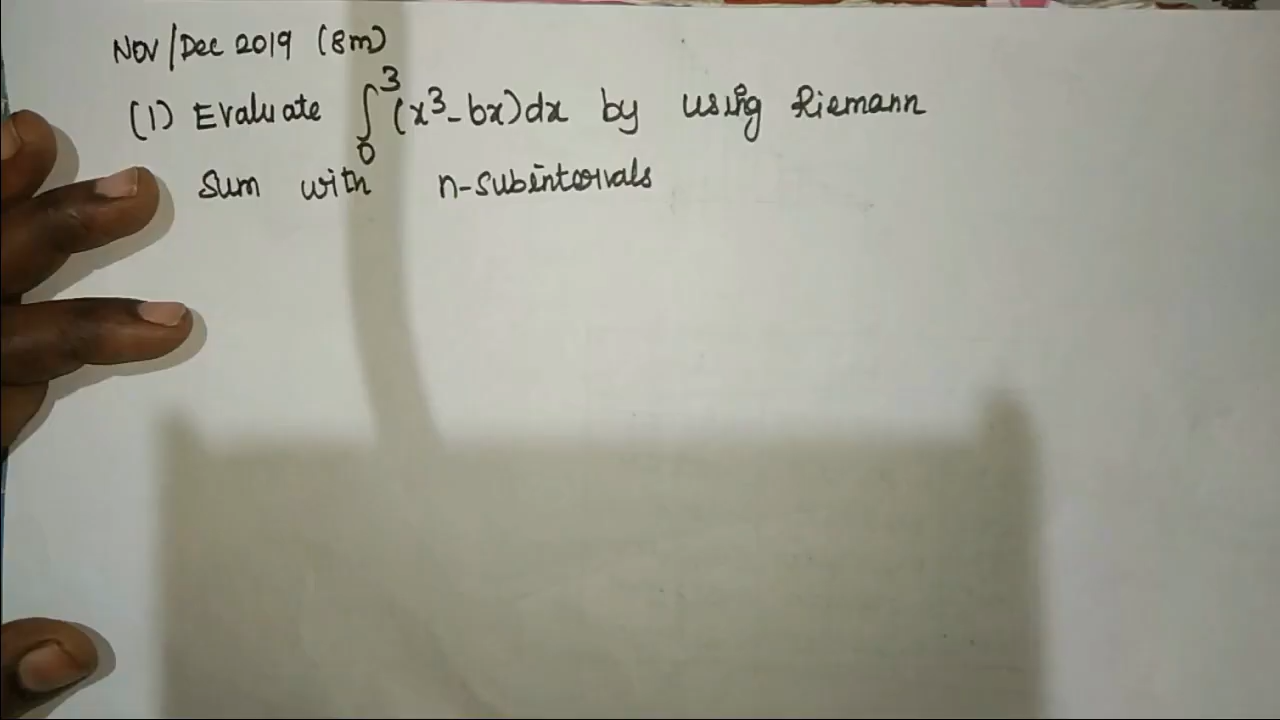 Nov/Dec 2019 (8m)
(1) Evaluate ∫₀³ (x³-6x)dx by using Riemann
Sum with n-subintervals